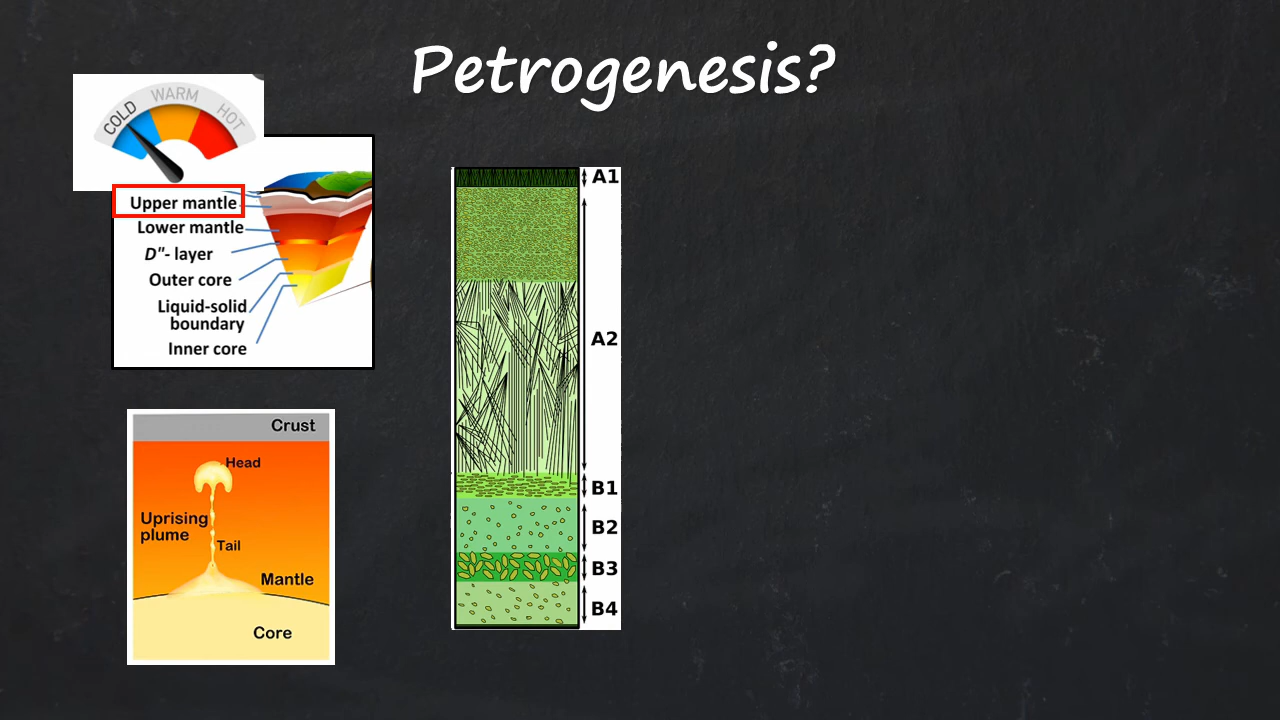 Petrogenesis?
COLD
WARM
HOT
Upper mantle
Lower mantle
D"- layer
Outer core
Liquid-solid
boundary
Inner core
Crust
Head
Uprising
plume
Tail
Mantle
Core
A1
A2
B1
B2
B3
B4